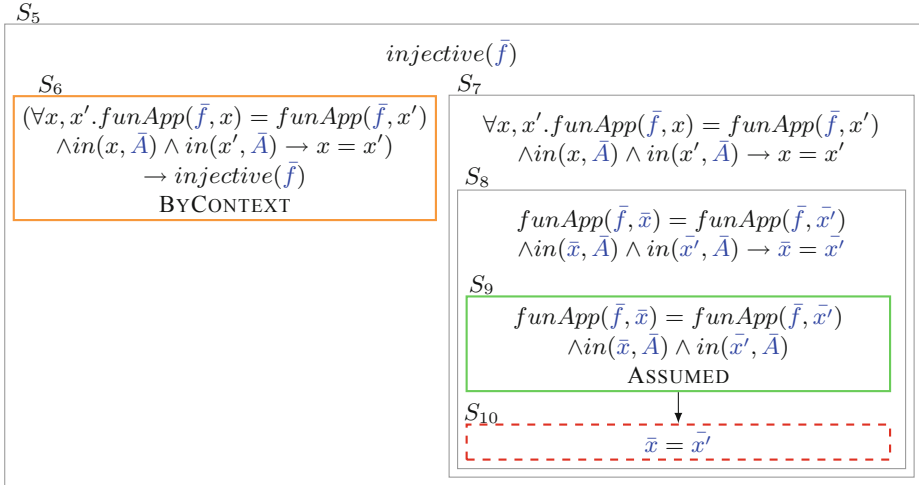 S₅
injective(f̄)
S₆
(∀x, x′.funApp(f̄, x) = funApp(f̄, x′)
∧in(x, Ā) ∧ in(x′, Ā) → x = x′)
→ injective(f̄)
BYCONTEXT
S₇
∀x, x′.funApp(f̄, x) = funApp(f̄, x′)
∧in(x, Ā) ∧ in(x′, Ā) → x = x′
S₈
funApp(f̄, x̄) = funApp(f̄, x̄′)
∧in(x̄, Ā) ∧ in(x̄′, Ā) → x̄ = x̄′
S₉
funApp(f̄, x̄) = funApp(f̄, x̄′)
∧in(x̄, Ā) ∧ in(x̄′, Ā)
ASSUMED
S₁₀
x̄ = x̄′